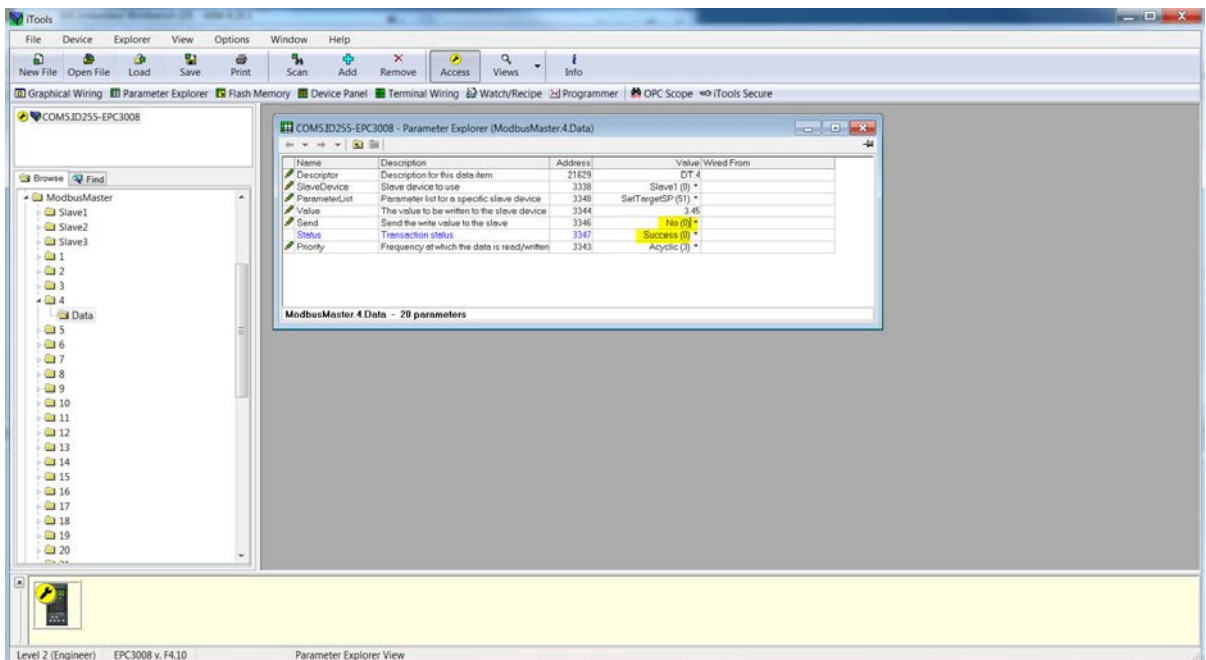 iTools
File Device Explorer View Options Window Help
New File Open File Load Save Print Scan Add Remove Access Views Info
Graphical Wiring Parameter Explorer Flash Memory Device Panel Terminal Wiring Watch/Recipe Programmer OPC Scope iTools Secure
COM5.ID255-EPC3008
Browse Find
ModbusMaster
Slave1
Slave2
Slave3
1
2
3
4
Data
5
6
7
8
9
10
11
12
13
14
15
16
17
18
19
20
COM5.ID255-EPC3008 - Parameter Explorer (ModbusMaster.4.Data)
Name Description Address Value Wired From
Descriptor Description for this data item 21629 DT.4
SlaveDevice Slave device to use 3338 Slave1 (0)
ParameterList Parameter list for a specific slave device 3348 SetTargetSP (51)
Value The value to be written to the slave device 3344 3.45
Send Send the write value to the slave 3346 No (0)
Status Transaction status 3347 Success (0)
Priority Frequency at which the data is read/written 3343 Acyclic (3)
ModbusMaster.4.Data - 20 parameters
Level 2 (Engineer) EPC3008 v. F4.10 Parameter Explorer View